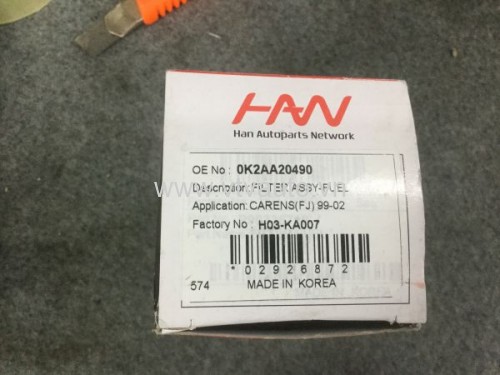 HAN
Han Autoparts Network
OE No : 0K2AA20490
Description: FILTER ASSY-FUEL
Application: CARENS(FJ) 99-02
Factory No : H03-KA007
*02926872
574 MADE IN KOREA